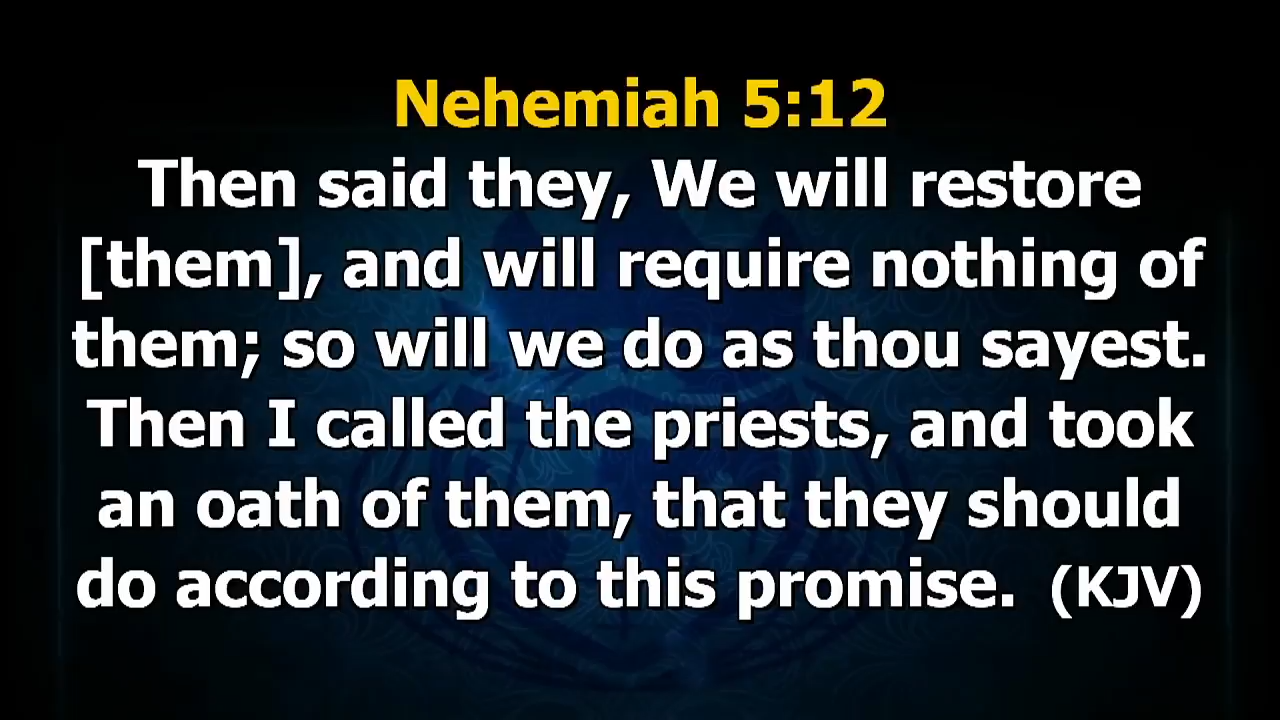 Nehemiah 5:12
Then said they, We will restore
[them], and will require nothing of
them; so will we do as thou sayest.
Then I called the priests, and took
an oath of them, that they should
do according to this promise. (KJV)